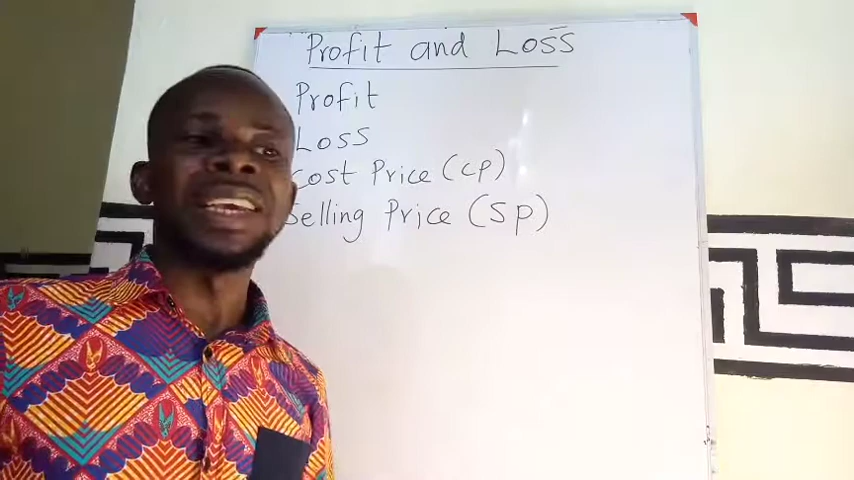 Profit and Loss
Profit
Loss
Cost Price (CP)
Selling Price (SP)